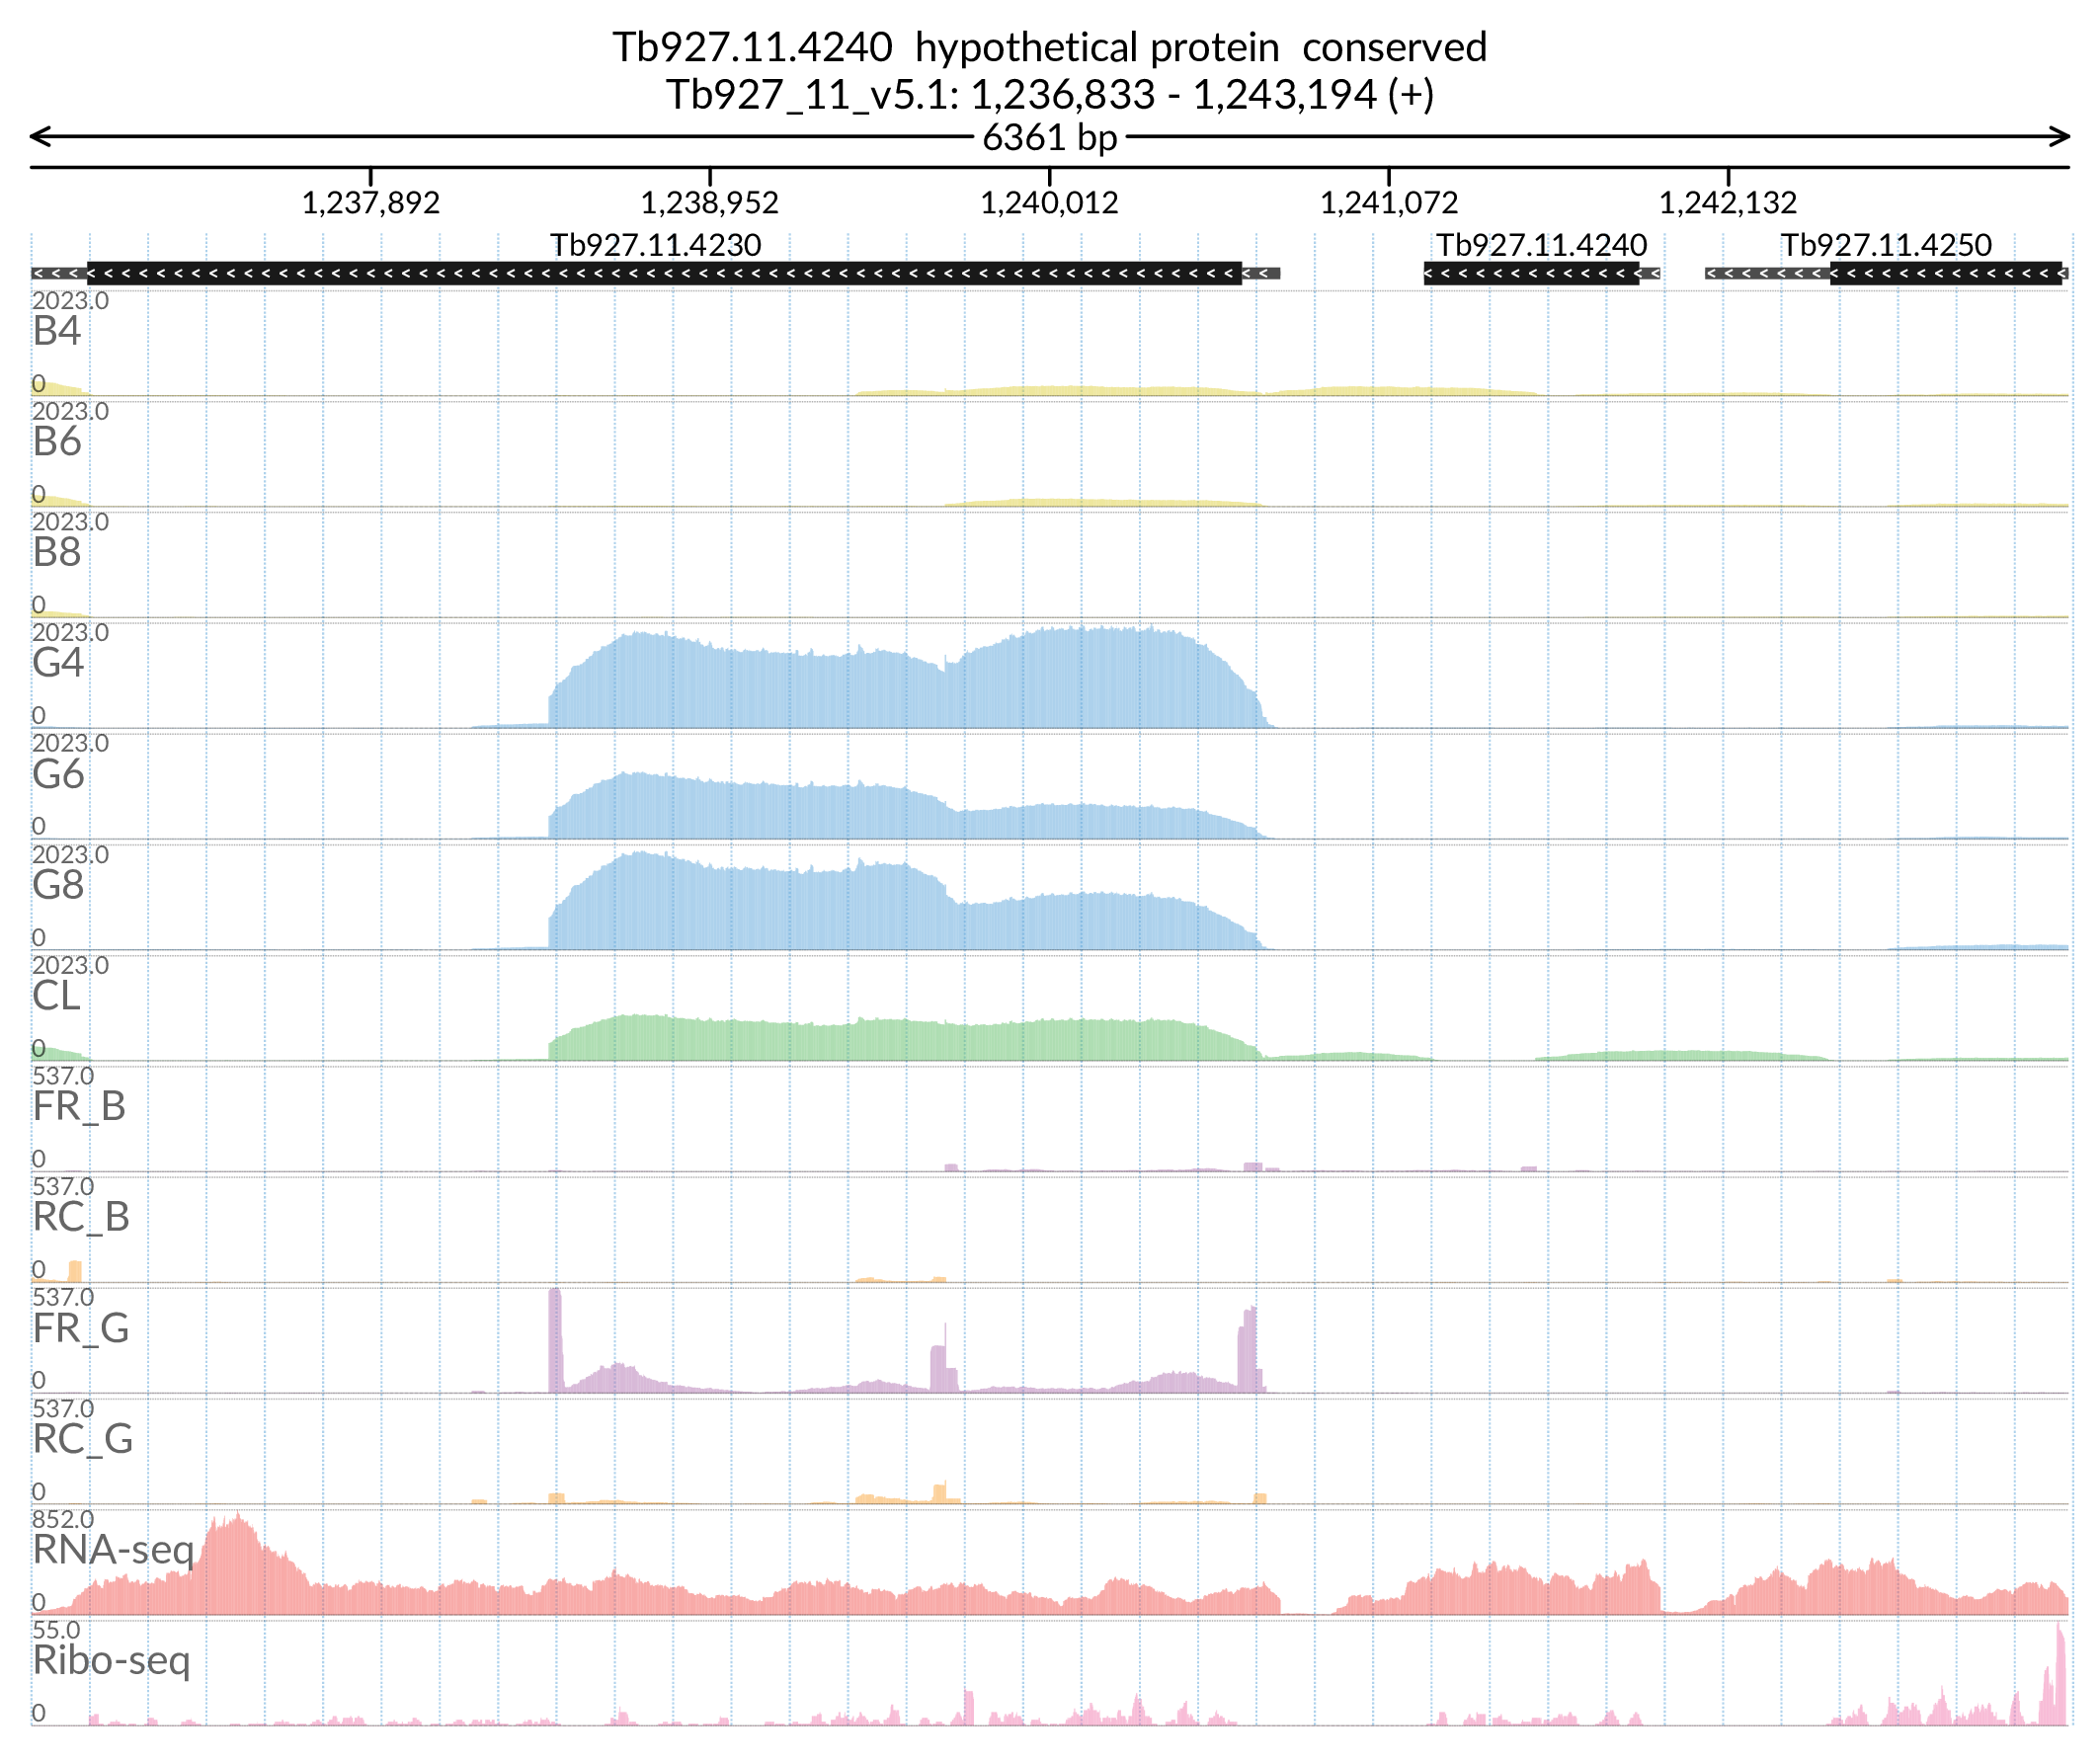 Tb927.11.4240  hypothetical protein  conserved
Tb927_11_v5.1: 1,236,833 - 1,243,194 (+)
6361 bp
1,237,892 1,238,952 1,240,012 1,241,072 1,242,132
Tb927.11.4230 Tb927.11.4240 Tb927.11.4250
2023.0
B4
0
2023.0
B6
0
2023.0
B8
0
2023.0
G4
0
2023.0
G6
0
2023.0
G8
0
2023.0
CL
0
537.0
FR_B
0
537.0
RC_B
0
537.0
FR_G
0
537.0
RC_G
0
852.0
RNA-seq
0
55.0
Ribo-seq
0